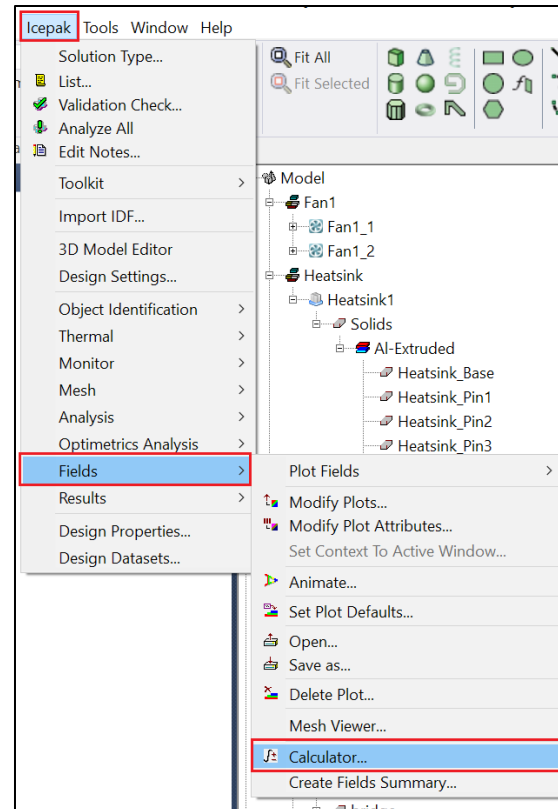 Icepak Tools Window Help
Solution Type...
List...
Validation Check...
Analyze All
Edit Notes...
Toolkit
Import IDF...
3D Model Editor
Design Settings...
Object Identification
Thermal
Monitor
Mesh
Analysis
Optimetrics Analysis
Fields
Results
Design Properties...
Design Datasets...
Fit All
Fit Selected
Model
Fan1
Fan1_1
Fan1_2
Heatsink
Heatsink1
Solids
Al-Extruded
Heatsink_Base
Heatsink_Pin1
Heatsink_Pin2
Heatsink_Pin3
Plot Fields
Modify Plots...
Modify Plot Attributes...
Set Context To Active Window...
Animate...
Set Plot Defaults...
Open...
Save as...
Delete Plot...
Mesh Viewer...
Calculator...
Create Fields Summary...